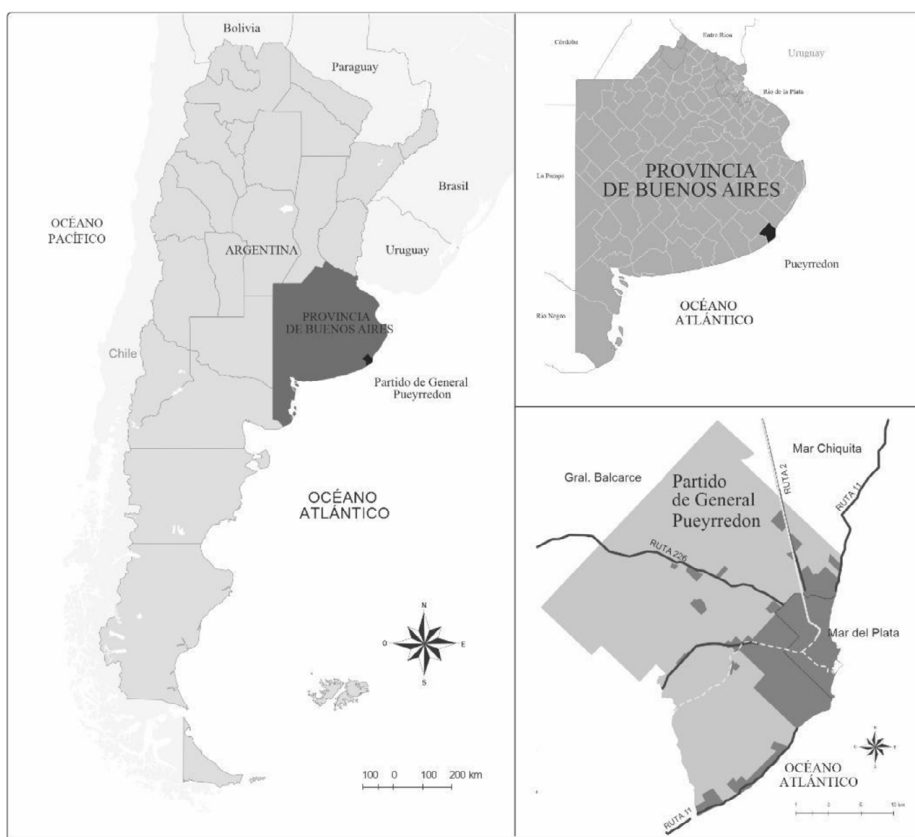 Bolivia
Paraguay
Brasil
OCÉANO
PACÍFICO
ARGENTINA
Uruguay
PROVINCIA
DE BUENOS AIRES
Chile
Partido de General
Pueyrredon
OCÉANO
ATLÁNTICO
N
O
E
S
100 0 100 200 km
Entre Rios
Córdoba
Uruguay
Río de la Plata
La Pampa
PROVINCIA
DE BUENOS AIRES
Pueyrredon
OCÉANO
ATLÁNTICO
Rio Negro
Mar Chiquita
RUTA 2
RUTA 11
Gral. Balcarce
Partido
de General
Pueyrredon
RUTA 226
Mar del Plata
OCÉANO
ATLÁNTICO
RUTA 11